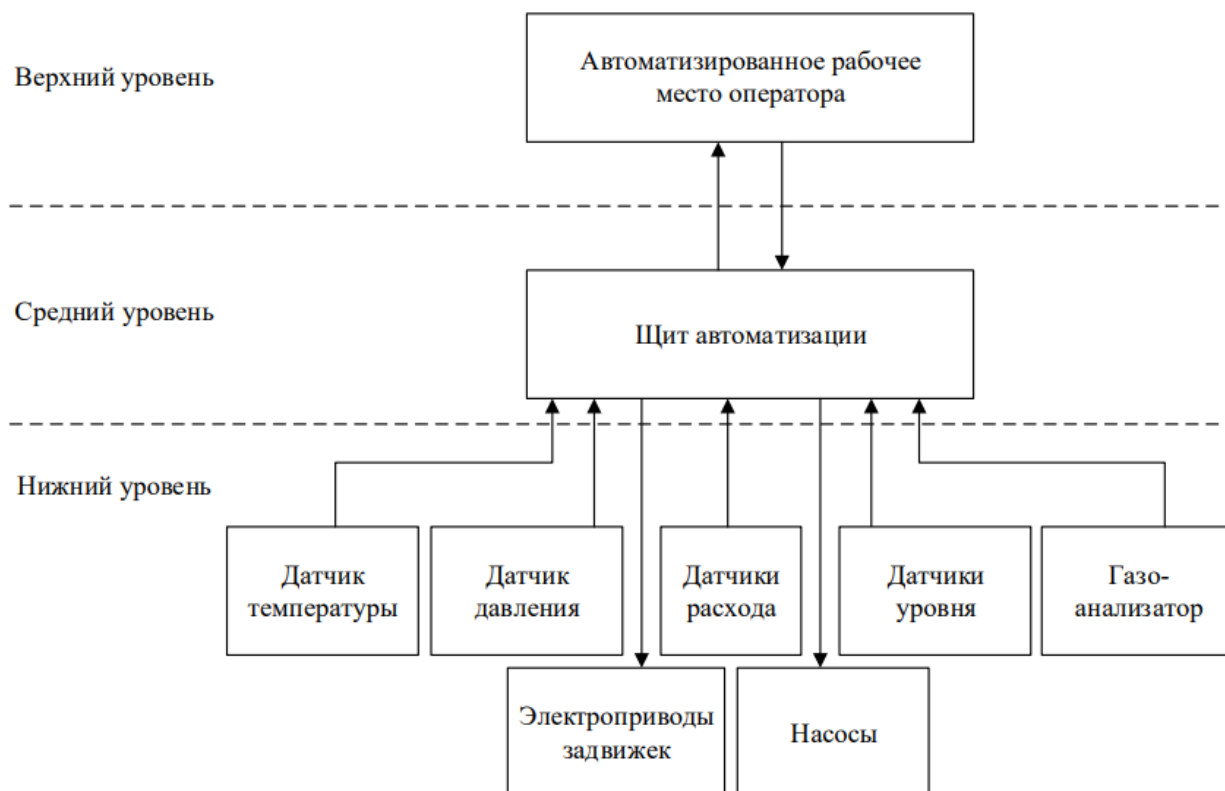 Верхний уровень
Автоматизированное рабочее
место оператора
Средний уровень
Щит автоматизации
Нижний уровень
Датчик
температуры
Датчик
давления
Датчики
расхода
Датчики
уровня
Газо-
анализатор
Электроприводы
задвижек
Насосы